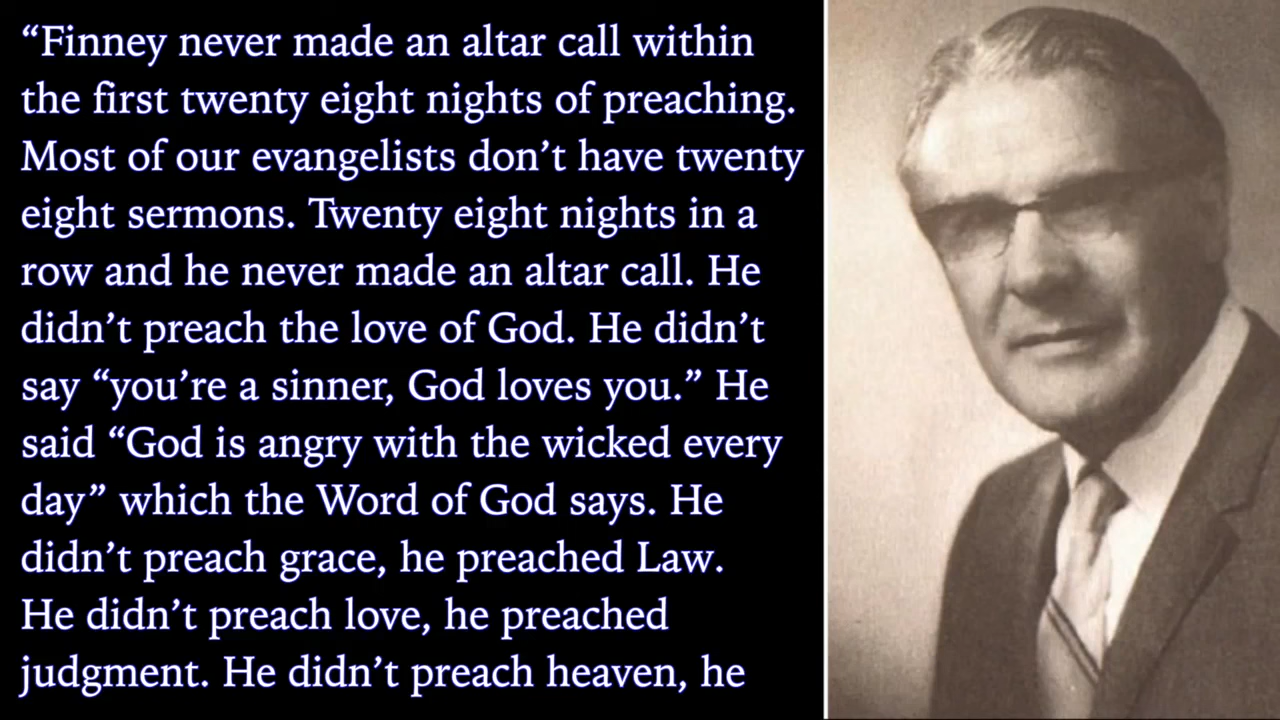 “Finney never made an altar call within
the first twenty eight nights of preaching.
Most of our evangelists don’t have twenty
eight sermons. Twenty eight nights in a
row and he never made an altar call. He
didn’t preach the love of God. He didn’t
say “you’re a sinner, God loves you.” He
said “God is angry with the wicked every
day” which the Word of God says. He
didn’t preach grace, he preached Law.
He didn’t preach love, he preached
judgment. He didn’t preach heaven, he